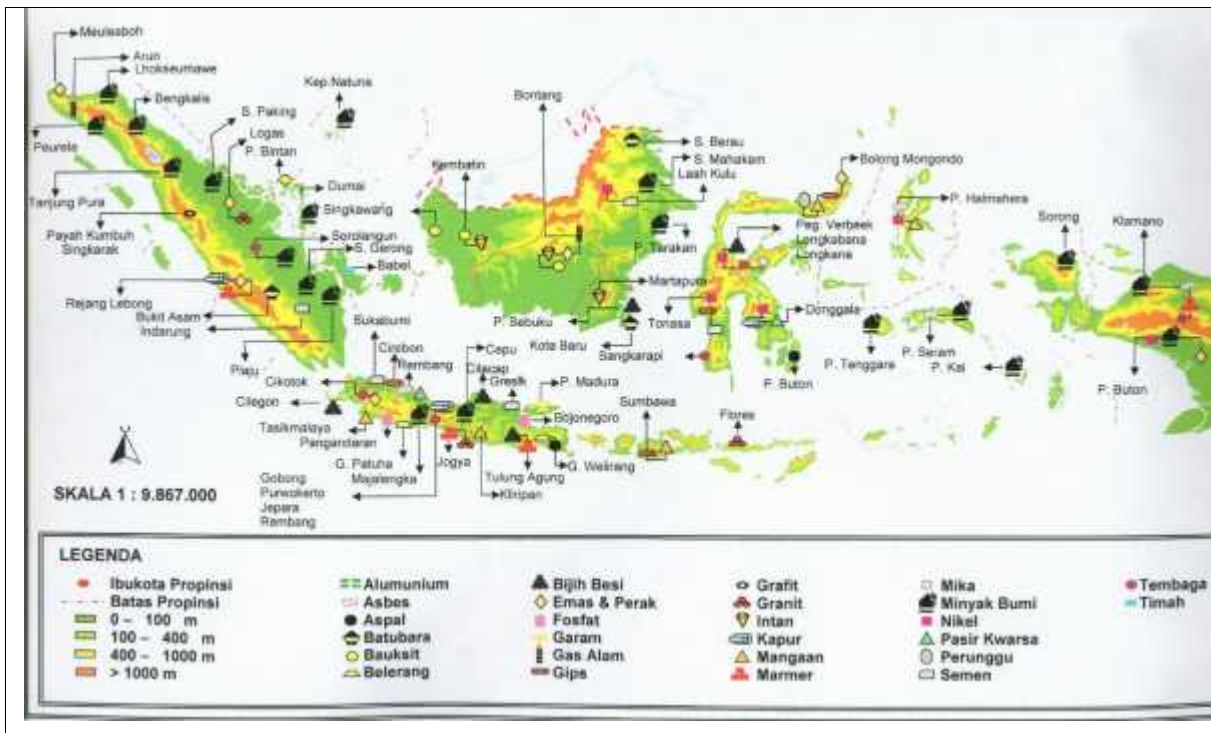 Meulaboh
Arun
Lhokseumawe
Bengkalis
Kep.Natuna
S. Paking
Logas
P. Bintan
Peurele
Tanjung Pura
Dumai
Payah Kumbuh
Singkarak
Singkawang
Sorolangun
S. Gerong
Babel
Rejang Lebong
Bukit Asam
Indarung
Plaju
Bontang
Kembatin
S. Berau
S. Mahakam
Laah Kulu
P. Tarakan
Martapura
P. Sebuku
Kota Baru
Bolong Mongondo
P. Halmahera
Peg. Verbeek
Longkabana
Longkana
Tonasa
Donggala
Sangkarapi
P. Buton
Sorong
Klamano
P. Tenggara
P. Seram
P. Kai
P. Buton
Sukabumi
Cirebon
Rembang
Cepu
Cilacap
Gresik
P. Madura
Cikotok
Cilegon
Bojonegoro
Tasikmalaya
Pangandaran
G. Patuha
Majalengka
Jogya
Tulung Agung
Kliripan
G. Welirang
Sumbawa
Flores
Gobong
Purwokerto
Jepara
Rembang
SKALA 1 : 9.867.000
LEGENDA
Ibukota Propinsi
Batas Propinsi
0 – 100 m
100 – 400 m
400 – 1000 m
> 1000 m
Alumunium
Asbes
Aspal
Batubara
Bauksit
Belerang
Bijih Besi
Emas & Perak
Fosfat
Garam
Gas Alam
Gips
Grafit
Granit
Intan
Kapur
Mangaan
Marmer
Mika
Minyak Bumi
Nikel
Pasir Kwarsa
Perunggu
Semen
Tembaga
Timah